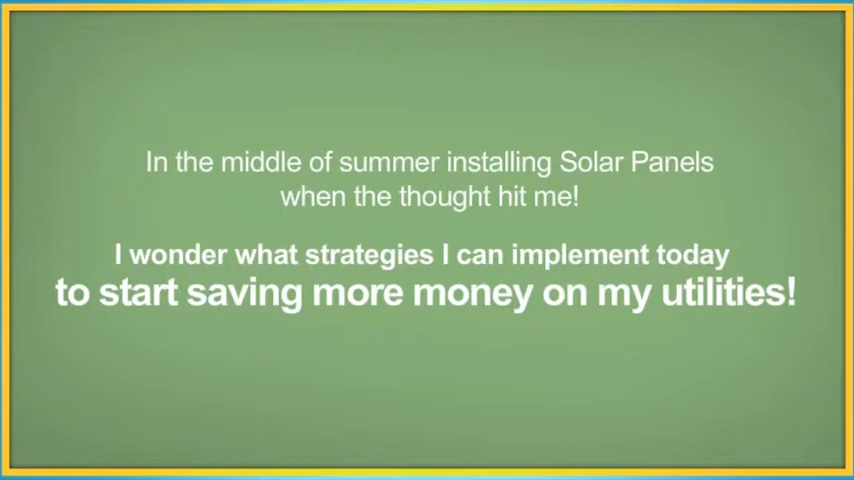 In the middle of summer installing Solar Panels
when the thought hit me!
I wonder what strategies I can implement today
to start saving more money on my utilities!